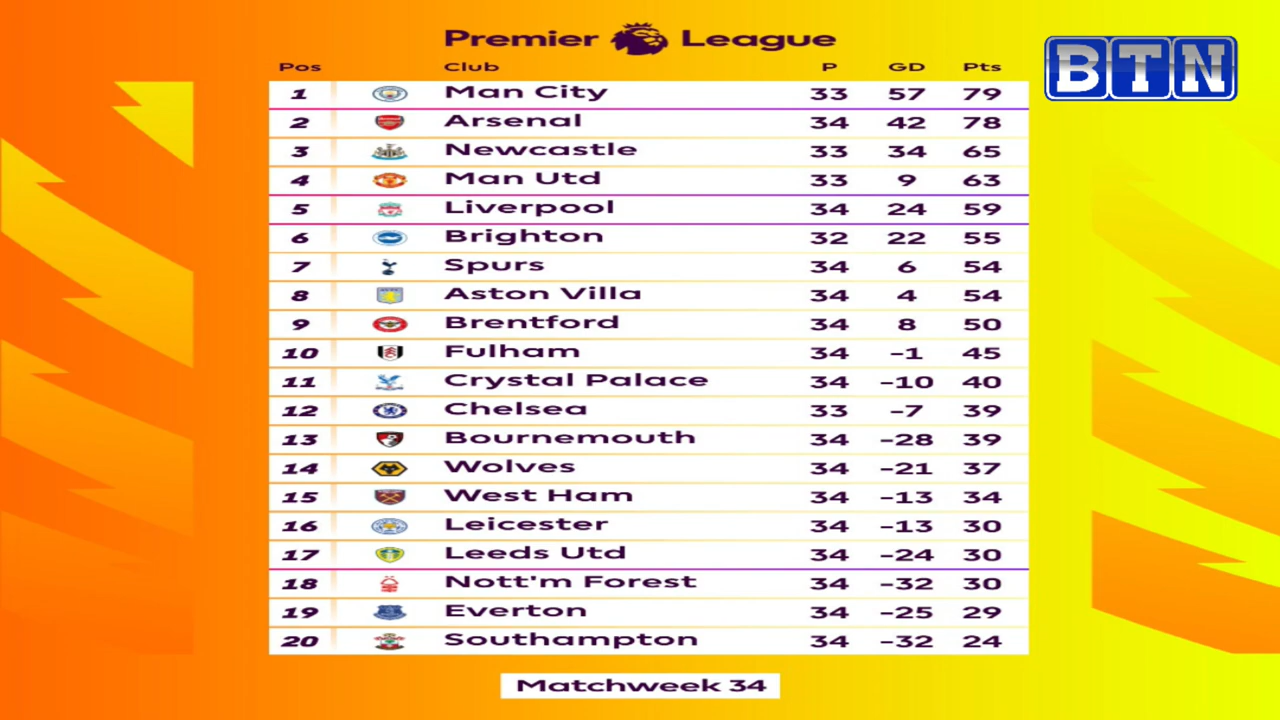 Premier League
BTN
Pos Club P GD Pts
1 Man City 33 57 79
2 Arsenal 34 42 78
3 Newcastle 33 34 65
4 Man Utd 33 9 63
5 Liverpool 34 24 59
6 Brighton 32 22 55
7 Spurs 34 6 54
8 Aston Villa 34 4 54
9 Brentford 34 8 50
10 Fulham 34 -1 45
11 Crystal Palace 34 -10 40
12 Chelsea 33 -7 39
13 Bournemouth 34 -28 39
14 Wolves 34 -21 37
15 West Ham 34 -13 34
16 Leicester 34 -13 30
17 Leeds Utd 34 -24 30
18 Nott'm Forest 34 -32 30
19 Everton 34 -25 29
20 Southampton 34 -32 24
Matchweek 34